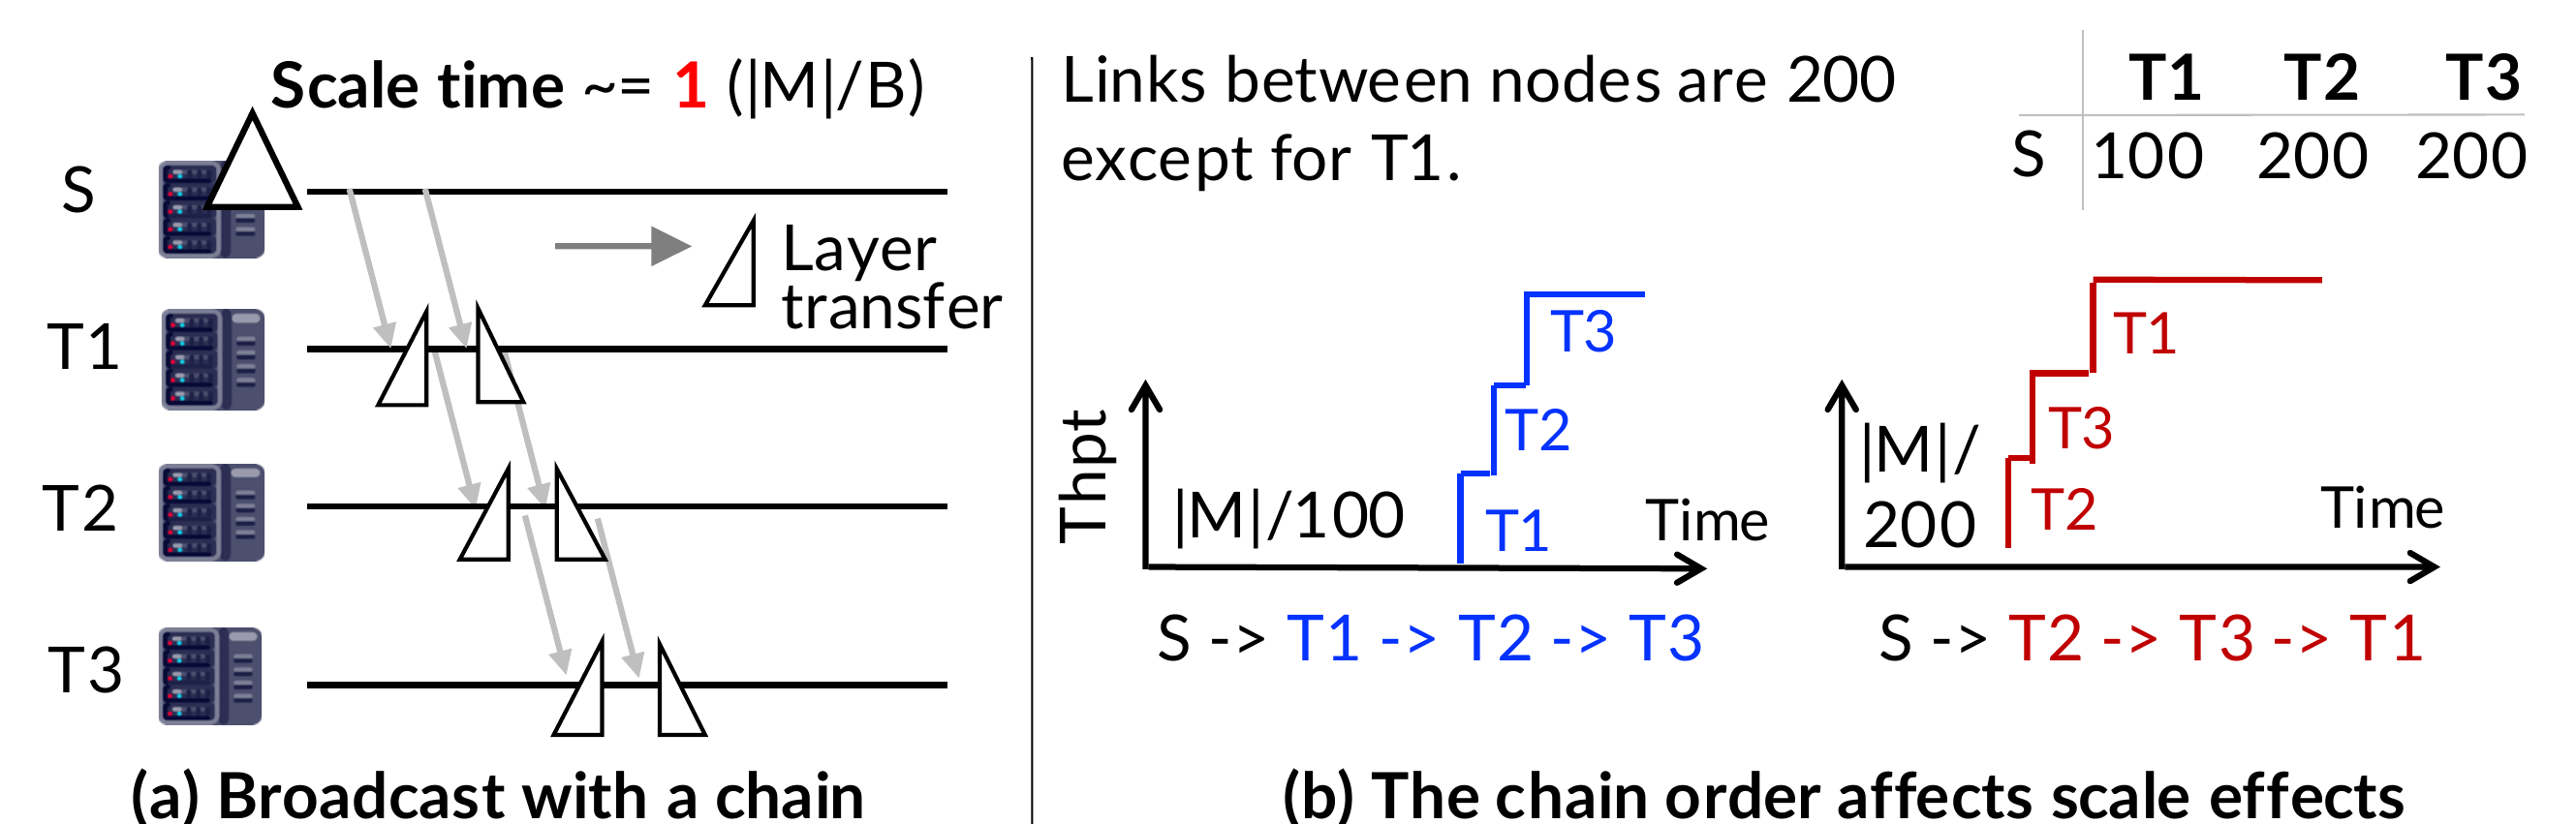 Scale time ~= 1 (|M|/B)
S
Layer
transfer
T1
T2
T3
(a) Broadcast with a chain
Links between nodes are 200
except for T1.
T1 T2 T3
S 100 200 200
Thpt
|M|/100
T1
T2
T3
Time
S -> T1 -> T2 -> T3
|M|/
200
T2
T3
T1
Time
S -> T2 -> T3 -> T1
(b) The chain order affects scale effects